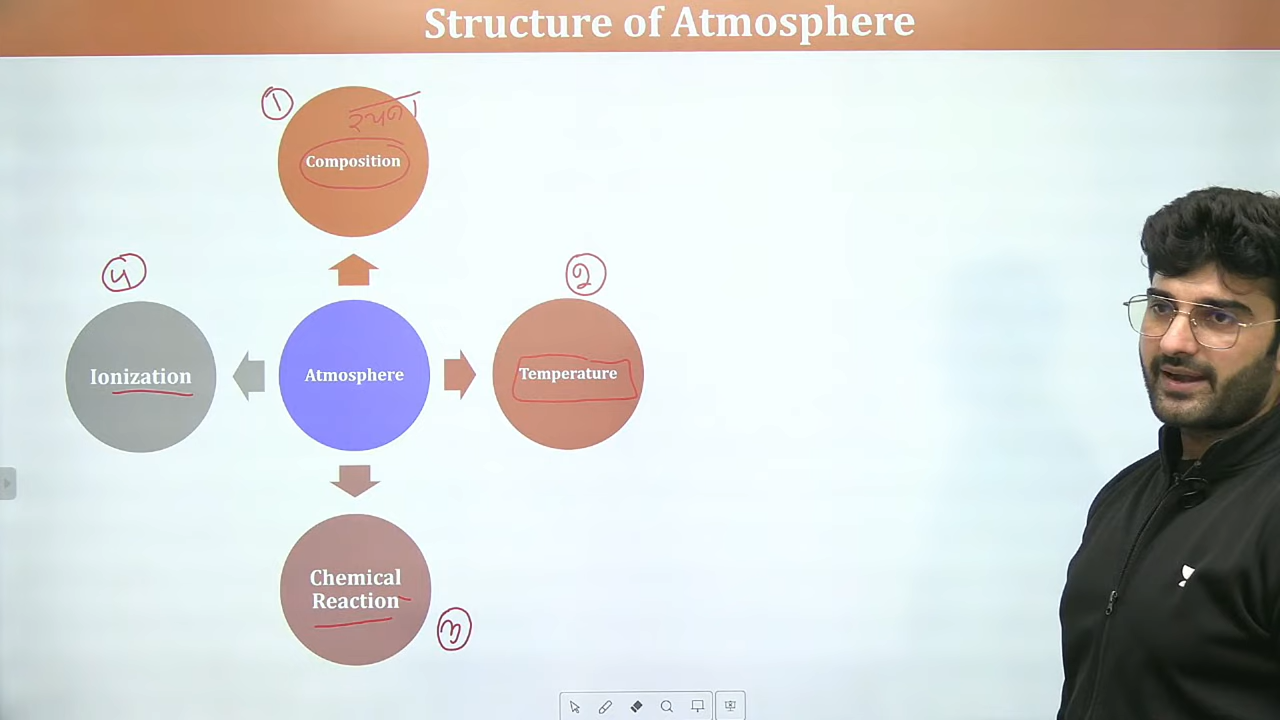 Structure of Atmosphere
①
रचना
Composition
④
②
Ionization
Atmosphere
Temperature
Chemical
Reaction
③